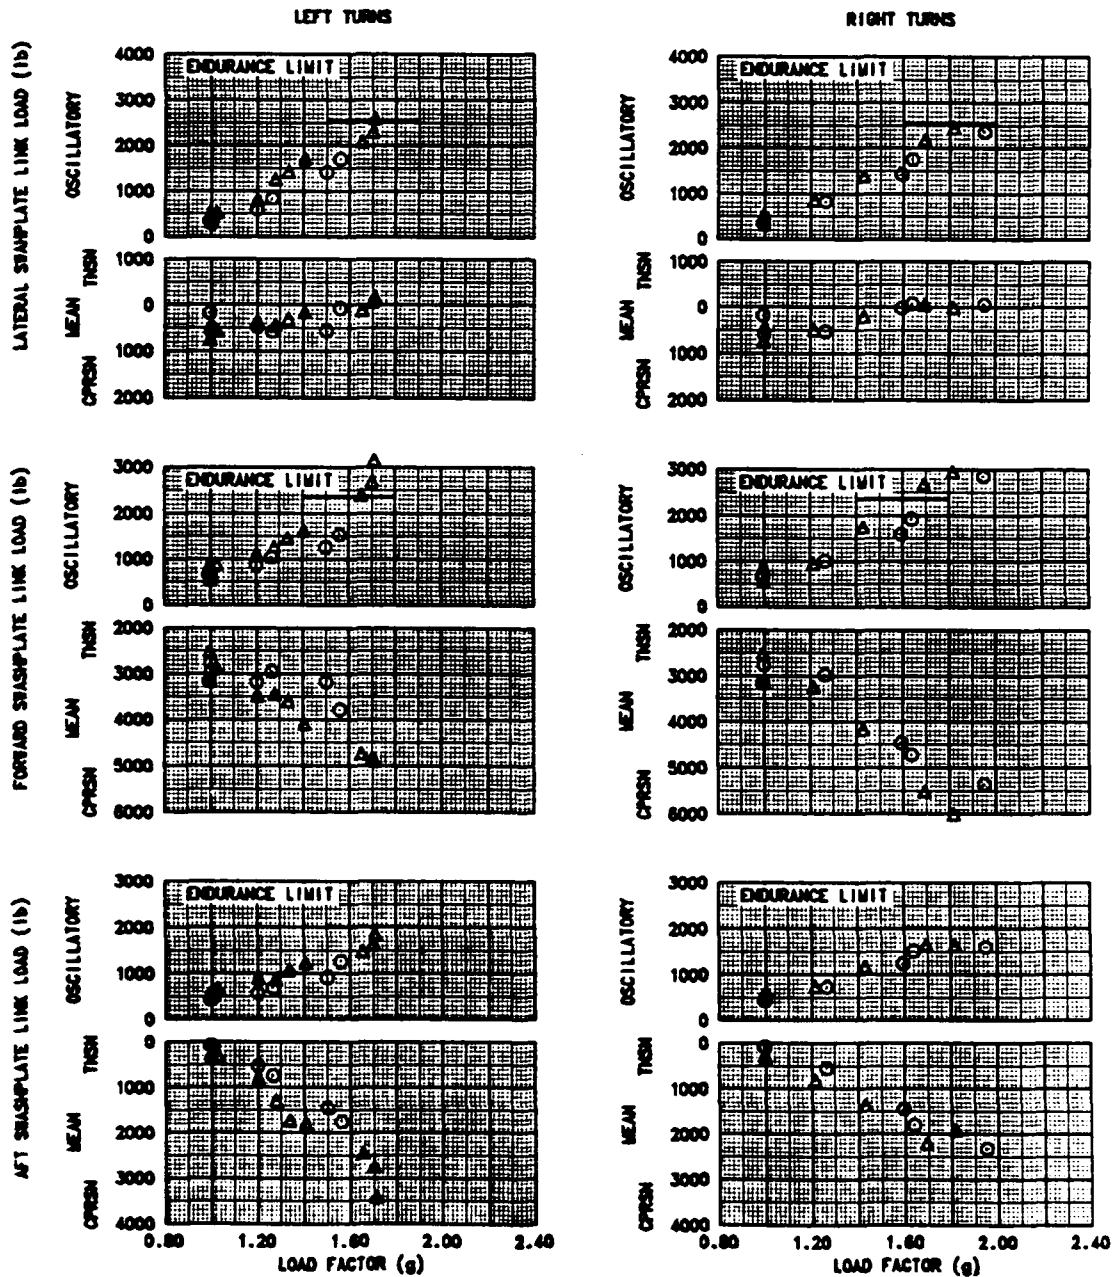 LEFT TURNS
RIGHT TURNS
LATERAL SWAHPLATE LINK LOAD (lb)
OSCILLATORY
4000
3000
2000
1000
0
ENDURANCE LIMIT
OSCILLATORY
4000
3000
2000
1000
0
ENDURANCE LIMIT
CPRSN MEAN TNSN
1000
0
1000
2000
CPRSN MEAN TNSN
1000
0
1000
2000
FORWARD SWASHPLATE LINK LOAD (lb)
OSCILLATORY
3000
2000
1000
0
ENDURANCE LIMIT
OSCILLATORY
3000
2000
1000
0
ENDURANCE LIMIT
CPRSN MEAN TNSN
2000
3000
4000
5000
6000
CPRSN MEAN TNSN
2000
3000
4000
5000
6000
AFT SWASHPLATE LINK LOAD (lb)
OSCILLATORY
3000
2000
1000
0
ENDURANCE LIMIT
OSCILLATORY
3000
2000
1000
0
ENDURANCE LIMIT
CPRSN MEAN TNSN
0
1000
2000
3000
4000
CPRSN MEAN TNSN
0
1000
2000
3000
4000
0.80 1.20 1.60 2.00 2.40
0.80 1.20 1.60 2.00 2.40
LOAD FACTOR (g)
LOAD FACTOR (g)